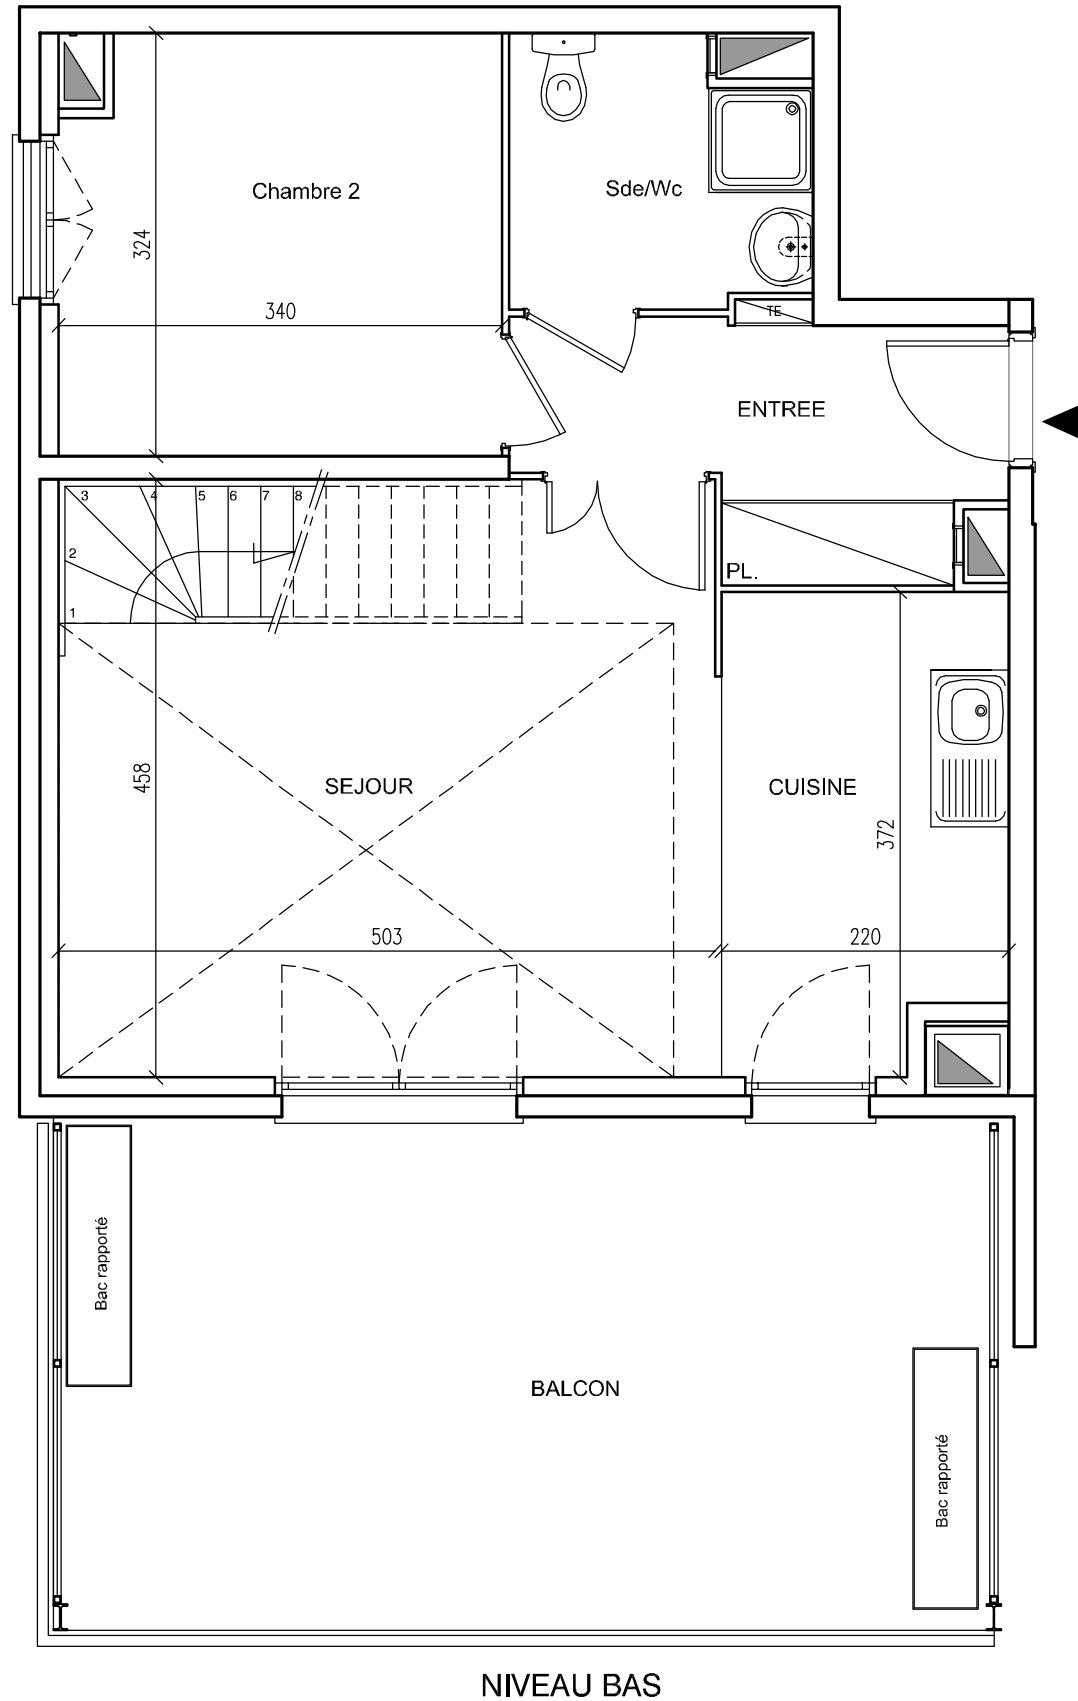 Chambre 2
Sde/Wc
324
340
TE
ENTREE
3
4
5
6
7
8
2
1
PL.
458
SEJOUR
CUISINE
372
503
220
Bac rapporté
BALCON
Bac rapporté
NIVEAU BAS